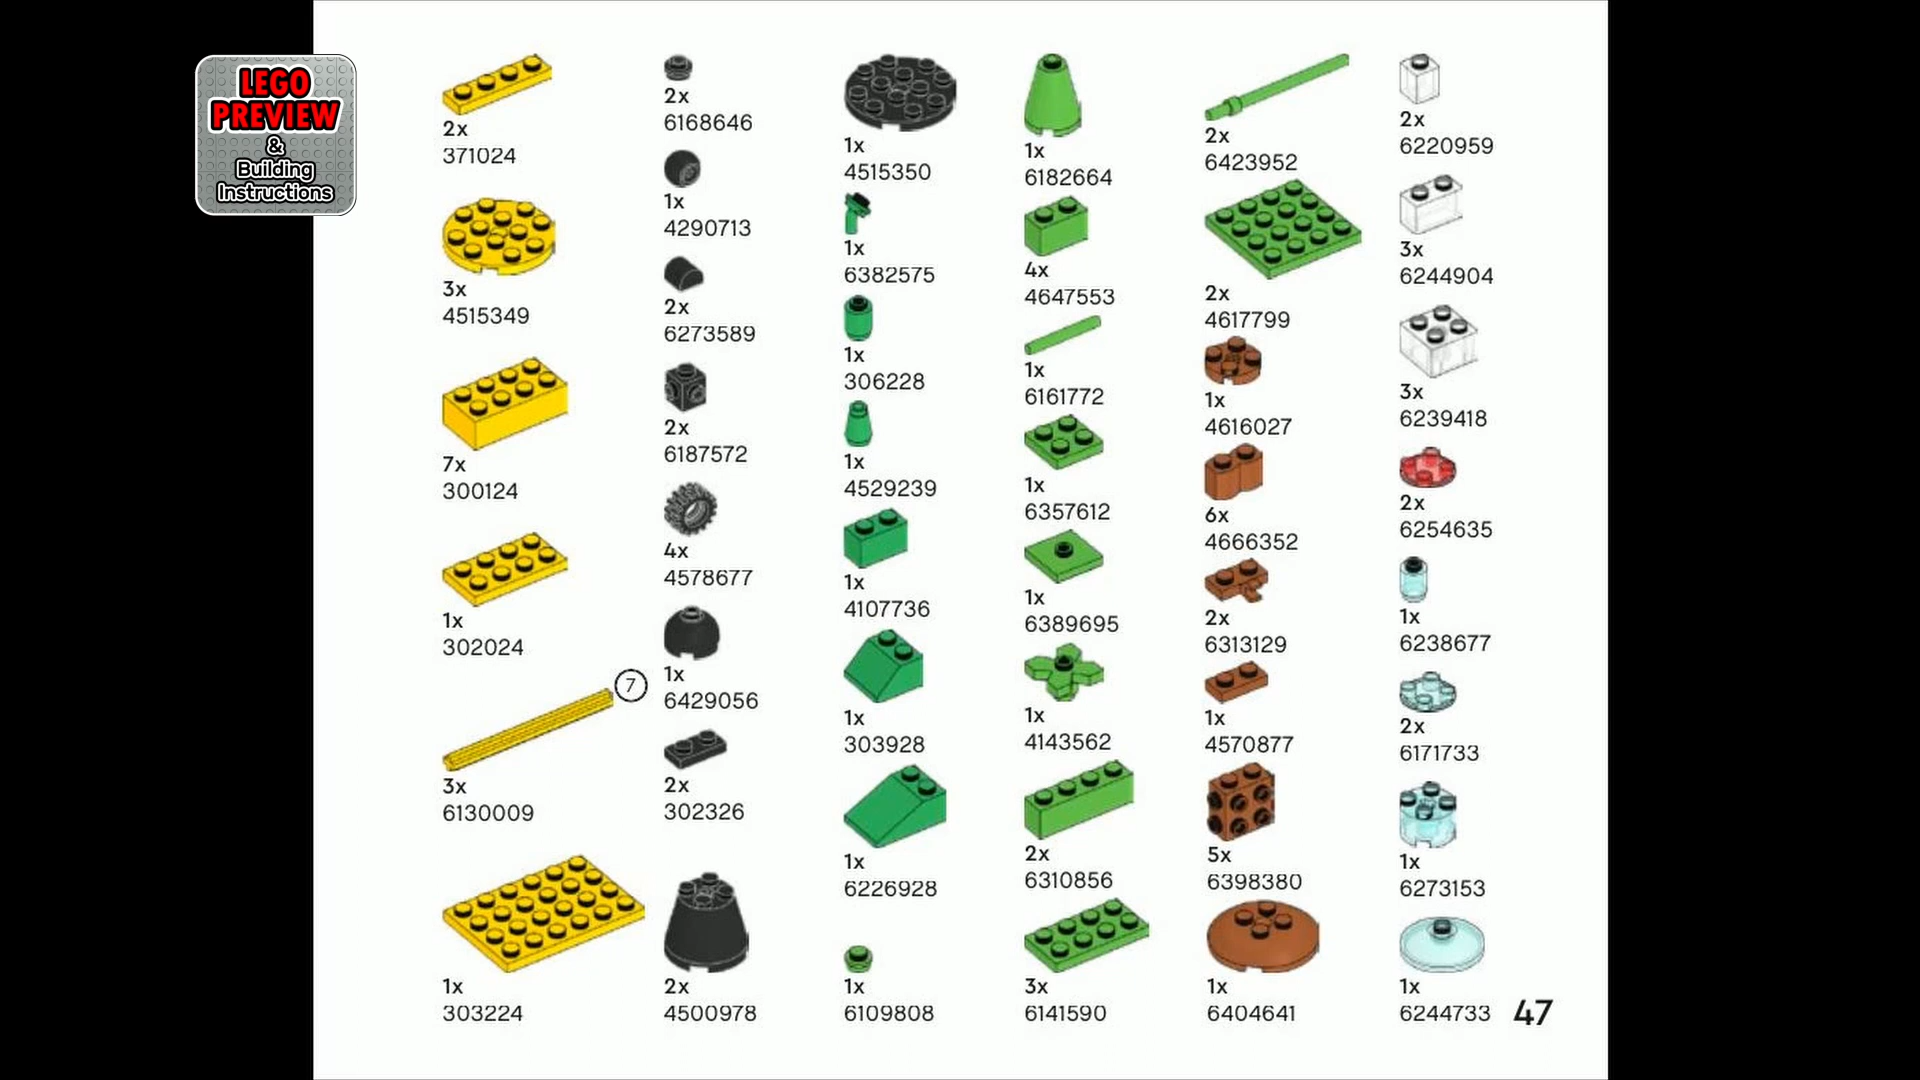 LEGO
PREVIEW
&
Building
Instructions
2x
371024
3x
4515349
7x
300124
1x
302024
7
3x
6130009
1x
303224
2x
6168646
1x
4290713
2x
6273589
2x
6187572
4x
4578677
1x
6429056
2x
302326
2x
4500978
1x
4515350
1x
6382575
1x
306228
1x
4529239
1x
4107736
1x
303928
1x
6226928
1x
6109808
1x
6182664
4x
4647553
1x
6161772
1x
6357612
1x
6389695
1x
4143562
2x
6310856
3x
6141590
2x
6423952
2x
4617799
1x
4616027
6x
4666352
2x
6313129
1x
4570877
5x
6398380
1x
6404641
2x
6220959
3x
6244904
3x
6239418
2x
6254635
1x
6238677
2x
6171733
1x
6273153
1x
6244733
47